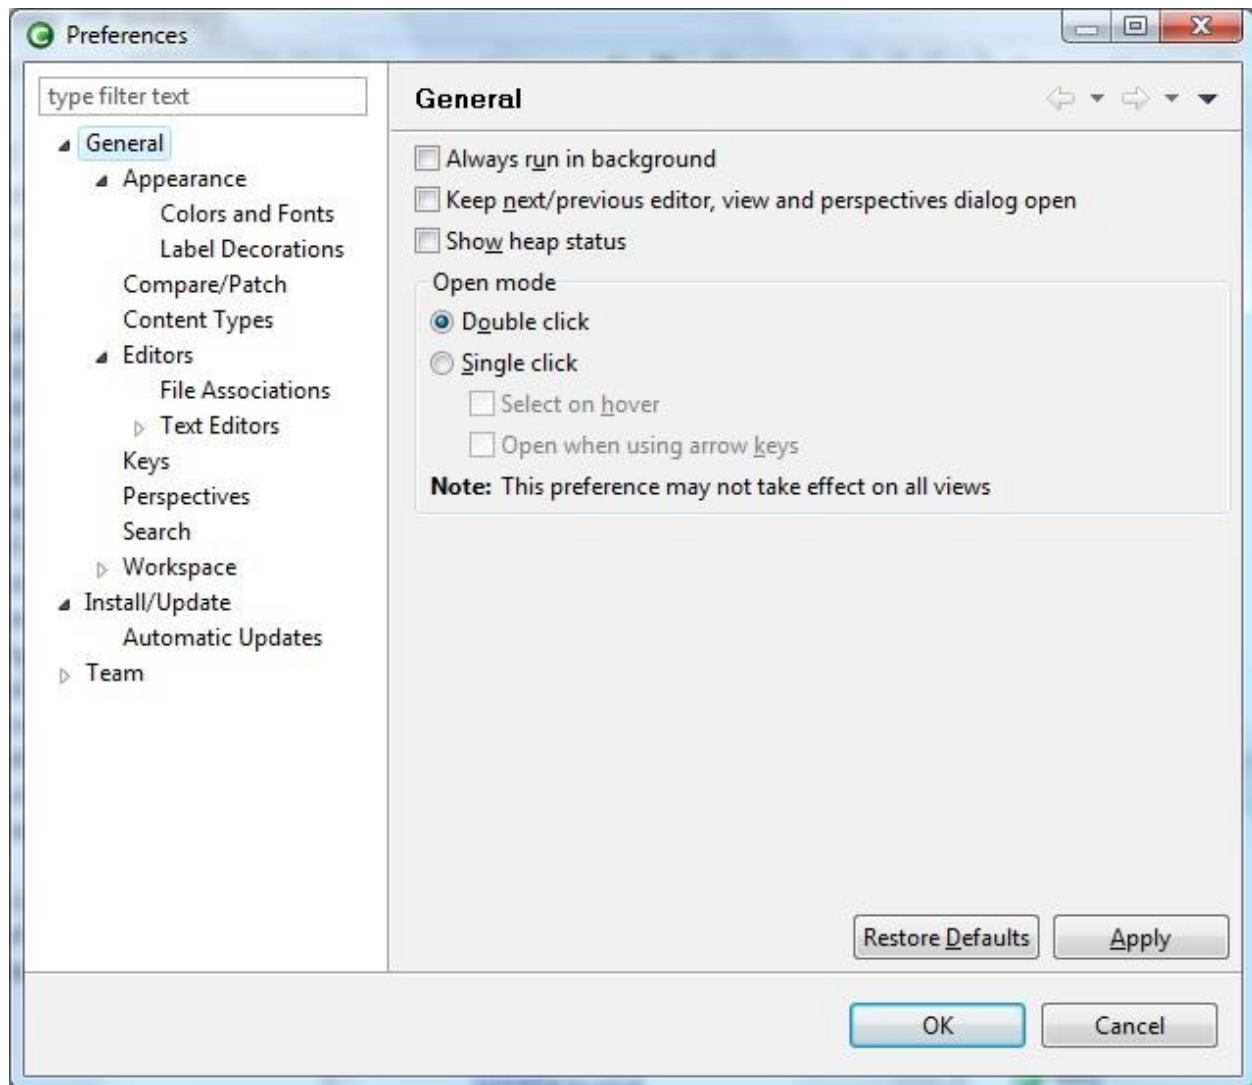 Preferences
type filter text
General
Appearance
Colors and Fonts
Label Decorations
Compare/Patch
Content Types
Editors
File Associations
Text Editors
Keys
Perspectives
Search
Workspace
Install/Update
Automatic Updates
Team
General
Always run in background
Keep next/previous editor, view and perspectives dialog open
Show heap status
Open mode
Double click
Single click
Select on hover
Open when using arrow keys
Note: This preference may not take effect on all views
Restore Defaults
Apply
OK
Cancel